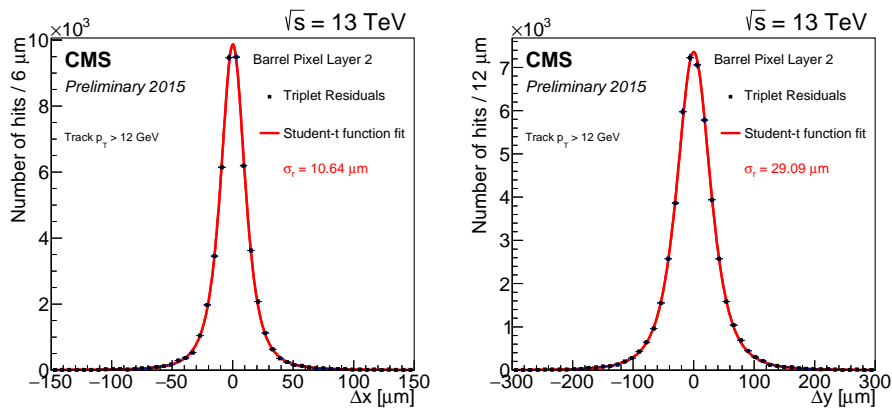 √s = 13 TeV
×10³
CMS
Preliminary 2015
Track p_T > 12 GeV
Barrel Pixel Layer 2
Triplet Residuals
Student-t function fit
σ_r = 10.64 μm
Number of hits / 6 μm
10
8
6
4
2
0
−150 −100 −50 0 50 100 150
Δx [μm]
√s = 13 TeV
×10³
CMS
Preliminary 2015
Track p_T > 12 GeV
Barrel Pixel Layer 2
Triplet Residuals
Student-t function fit
σ_r = 29.09 μm
Number of hits / 12 μm
7
6
5
4
3
2
1
0
−300 −200 −100 0 100 200 300
Δy [μm]